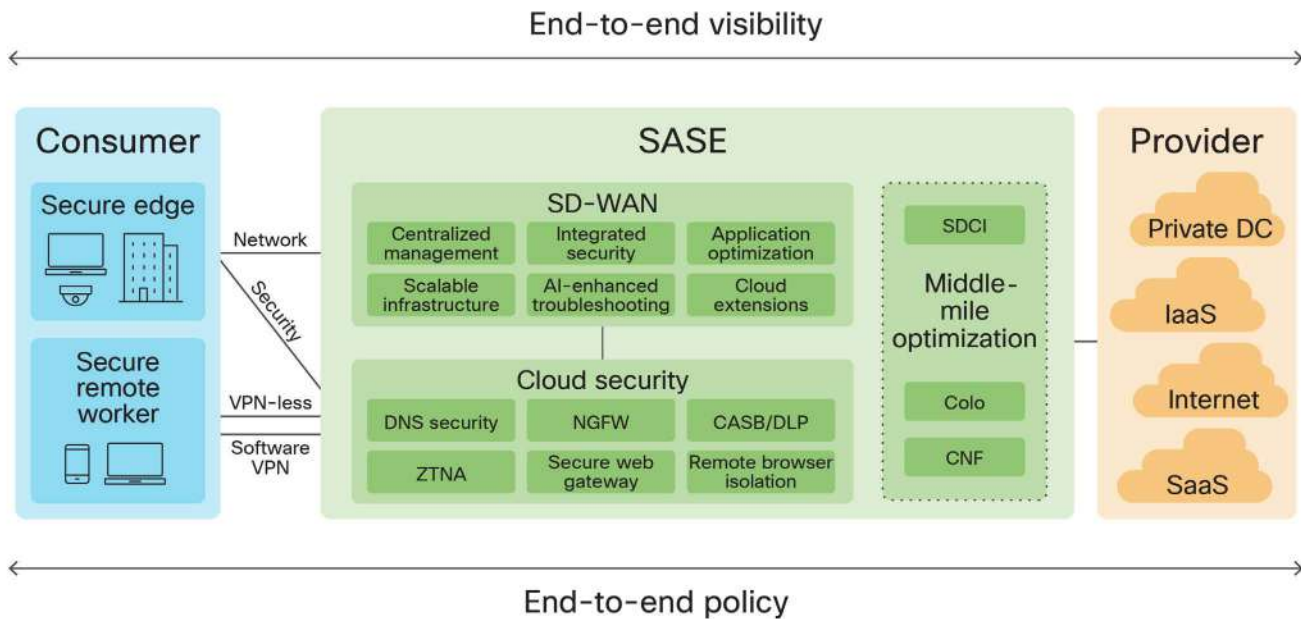 End-to-end visibility
Consumer
Secure edge
Secure
remote
worker
Network
Security
VPN-less
Software
VPN
SASE
SD-WAN
Centralized
management
Integrated
security
Application
optimization
Scalable
infrastructure
AI-enhanced
troubleshooting
Cloud
extensions
Cloud security
DNS security
NGFW
CASB/DLP
ZTNA
Secure web
gateway
Remote browser
isolation
SDCI
Middle-
mile
optimization
Colo
CNF
Provider
Private DC
IaaS
Internet
SaaS
End-to-end policy